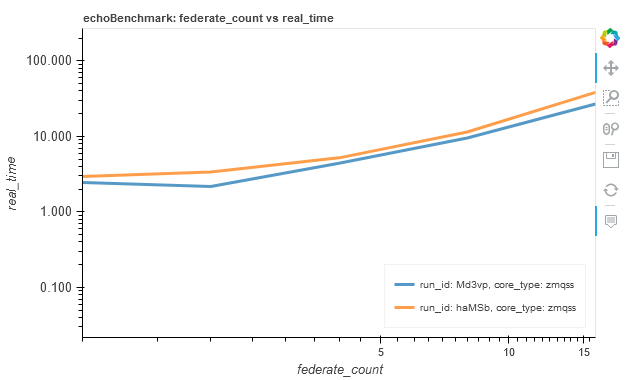 echoBenchmark: federate_count vs real_time
100.000
10.000
1.000
0.100
real_time
run_id: Md3vp, core_type: zmqss
run_id: haMSb, core_type: zmqss
5
10
15
federate_count